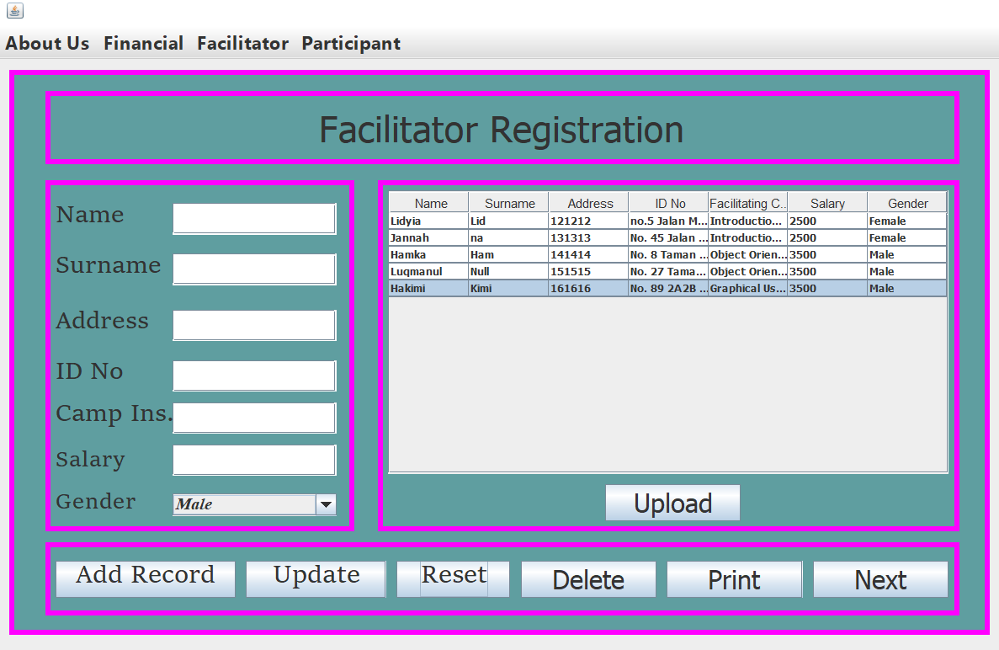 About Us Financial Facilitator Participant
Facilitator Registration
Name
Surname
Address
ID No
Camp Ins.
Salary
Gender Male
Name Surname Address ID No Facilitating C... Salary Gender
Lidyia Lid 121212 no.5 Jalan M... Introductio... 2500 Female
Jannah na 131313 No. 45 Jalan ... Introductio... 2500 Female
Hamka Ham 141414 No. 8 Taman ... Object Orien... 3500 Male
Luqmanul Null 151515 No. 27 Tama... Object Orien... 3500 Male
Hakimi Kimi 161616 No. 89 2A2B ... Graphical Us... 3500 Male
Upload
Add Record Update Reset Delete Print Next